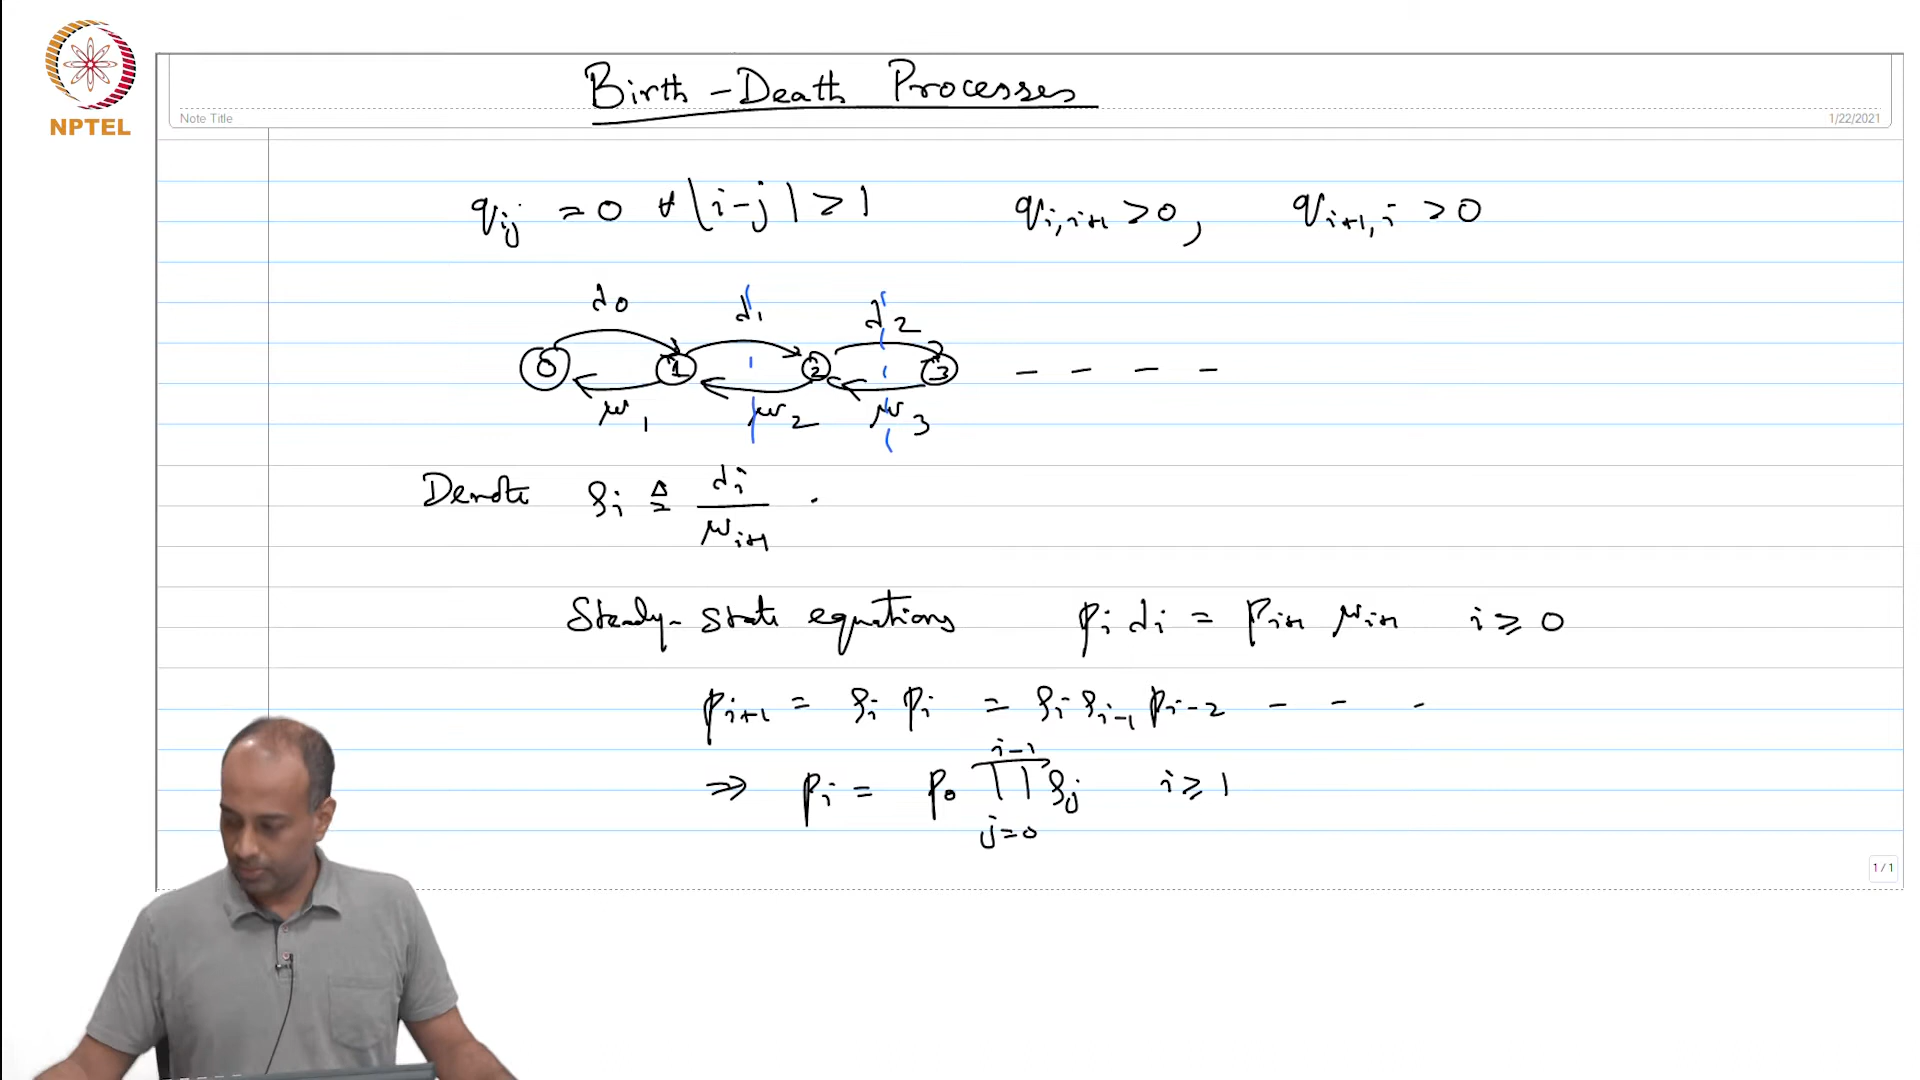 Birth-Death Processes
NPTEL
Note Title
1/22/2021
q_ij = 0 ∀ |i-j| ≥ 1 q_i,i+1 > 0, q_i+1,i > 0
λ0 λ1 λ2
0 1 2 3 - - - -
μ1 μ2 μ3
Denote ρ_i ≜ λ_i / μ_i+1 .
Steady-state equations p_i λ_i = p_i+1 μ_i+1 i ≥ 0
p_i+1 = ρ_i p_i = ρ_i ρ_i-1 p_i-2 - - -
⇒ p_i = p_0 ∏_{j=0}^{i-1} ρ_j i ≥ 1
1 / 1